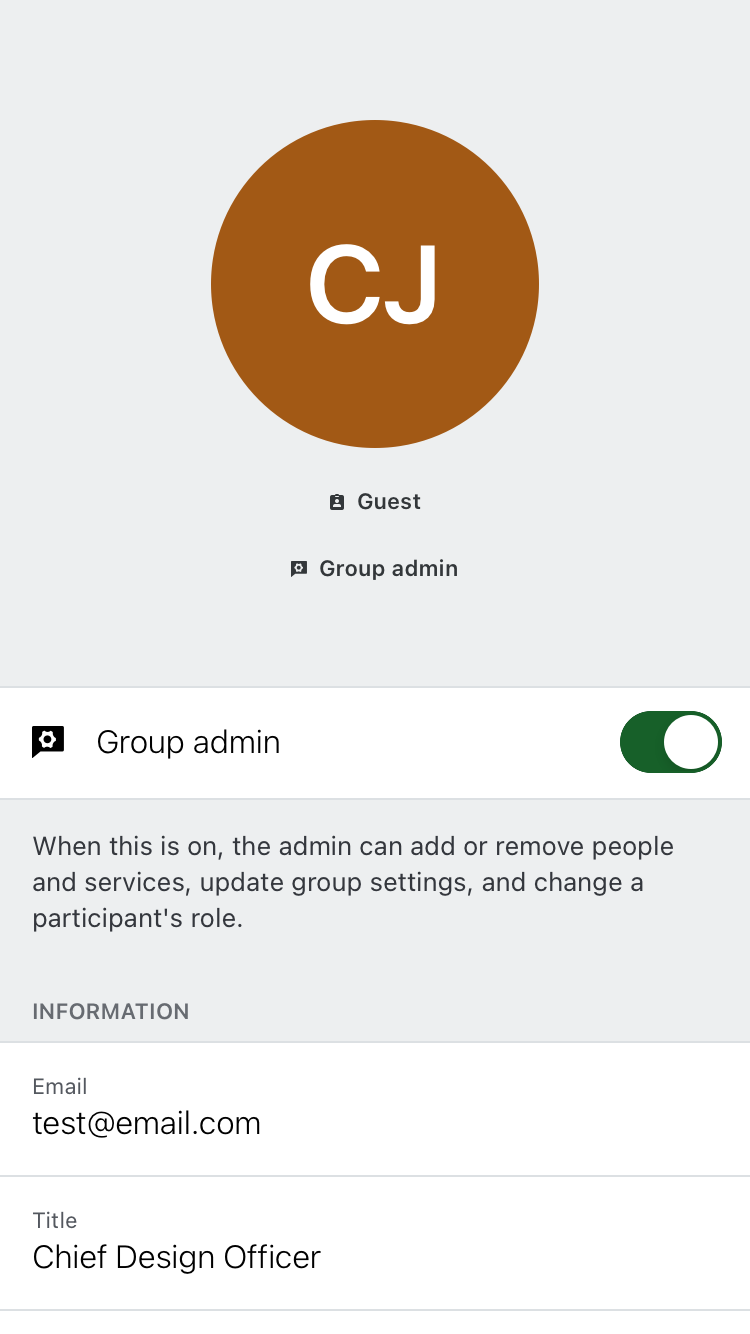 CJ
Guest
Group admin
Group admin
When this is on, the admin can add or remove people
and services, update group settings, and change a
participant's role.
INFORMATION
Email
test@email.com
Title
Chief Design Officer